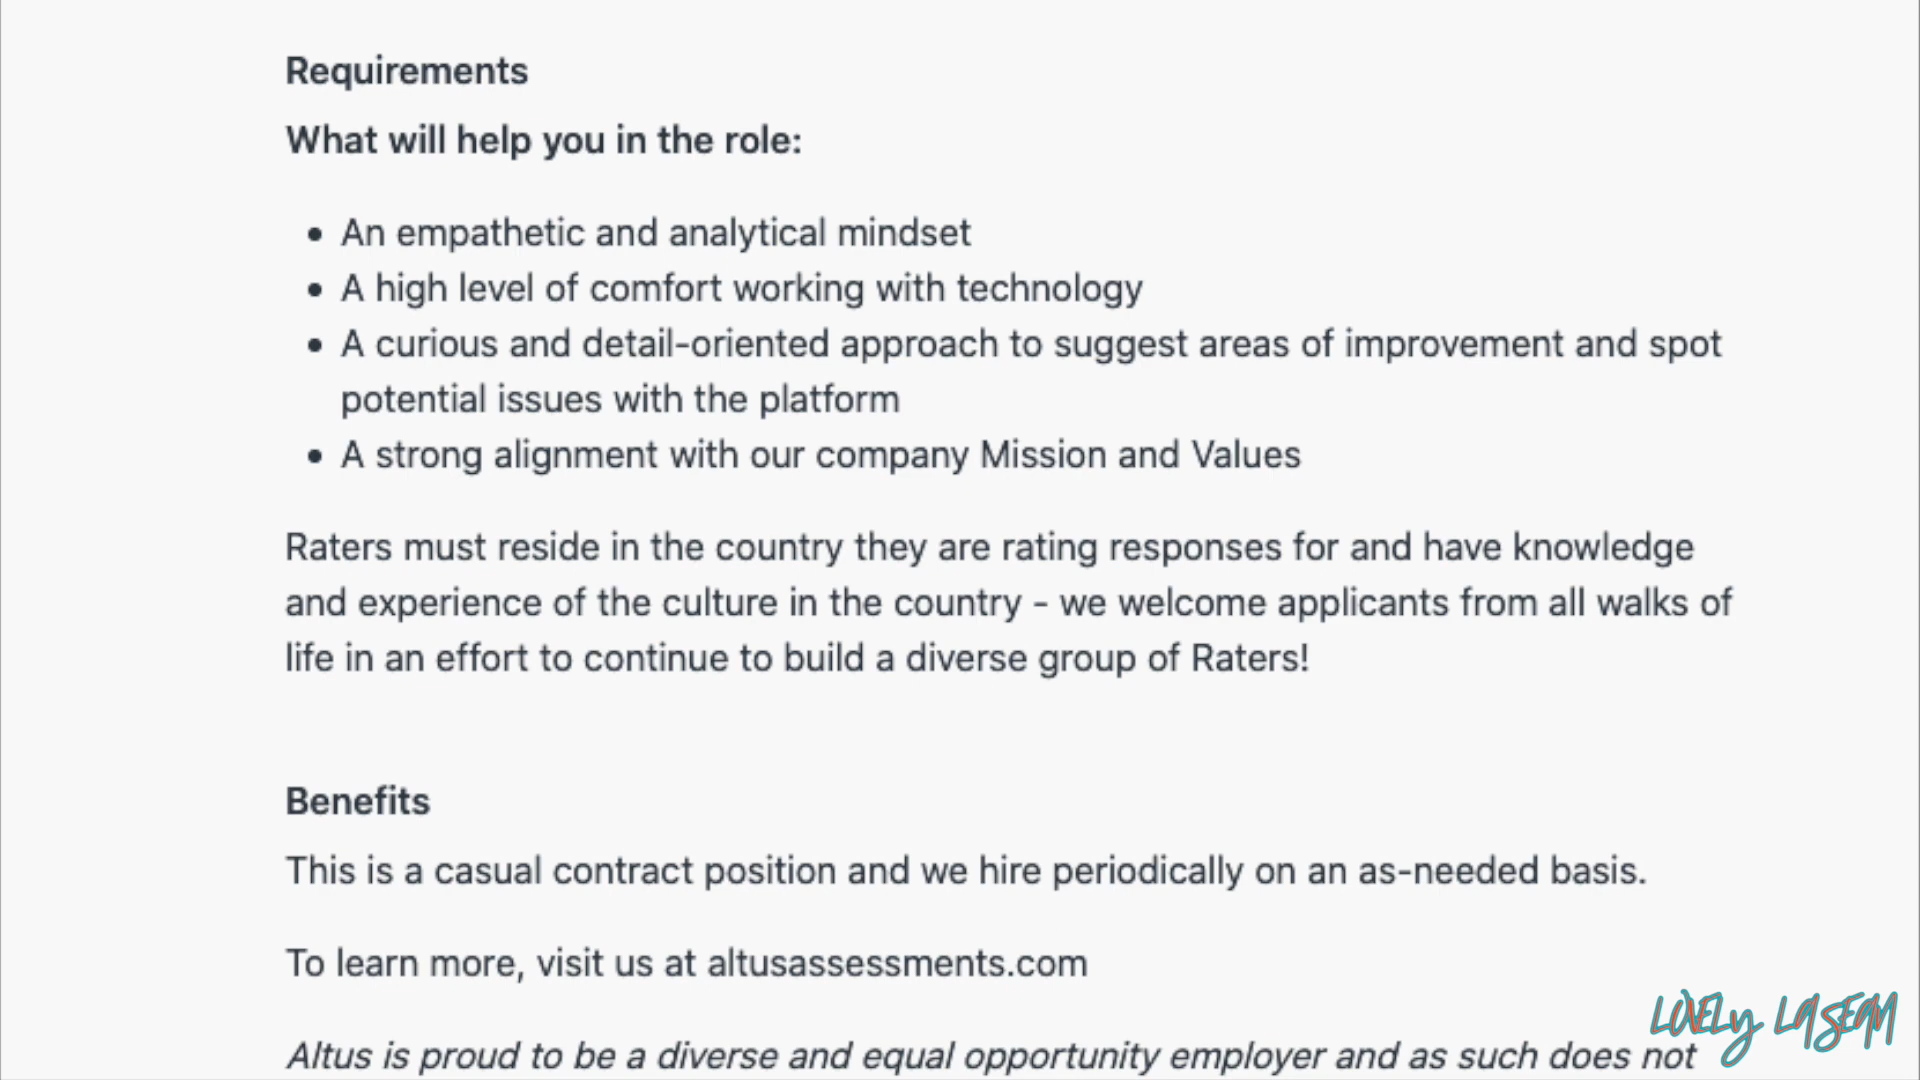 Requirements
What will help you in the role:
• An empathetic and analytical mindset
• A high level of comfort working with technology
• A curious and detail-oriented approach to suggest areas of improvement and spot
potential issues with the platform
• A strong alignment with our company Mission and Values
Raters must reside in the country they are rating responses for and have knowledge
and experience of the culture in the country - we welcome applicants from all walks of
life in an effort to continue to build a diverse group of Raters!
Benefits
This is a casual contract position and we hire periodically on an as-needed basis.
To learn more, visit us at altusassessments.com
Altus is proud to be a diverse and equal opportunity employer and as such does not
LOVELy LASEAN